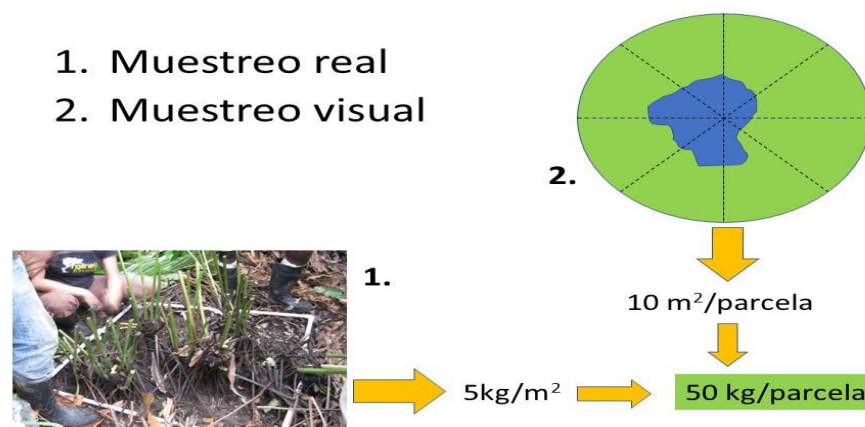 1. Muestreo real
2. Muestreo visual
2.
1.
10 m²/parcela
5kg/m²
50 kg/parcela